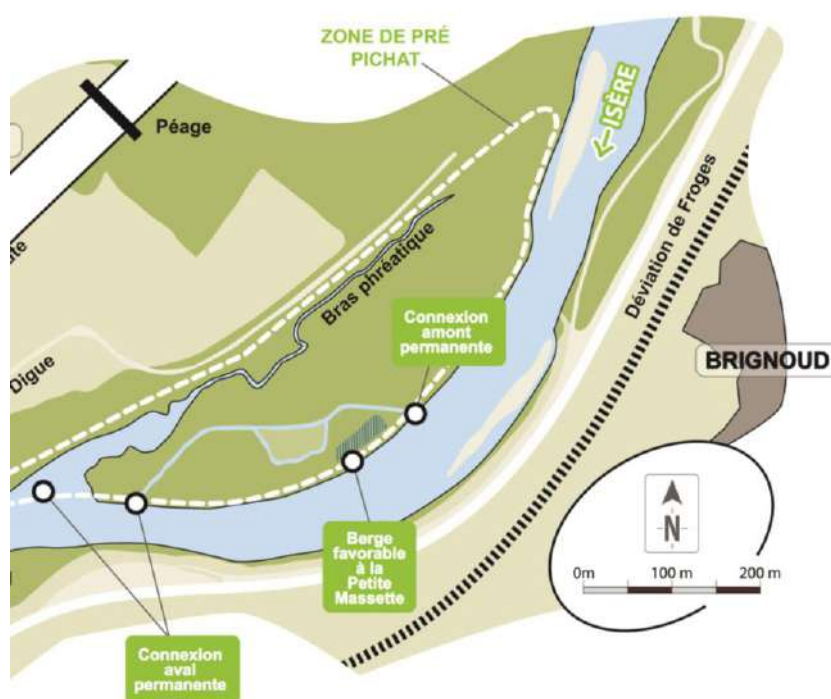 ZONE DE PRÉ
PICHAT
ISÈRE
Péage
Déviation de Froges
Bras phréatique
Connexion
amont
permanente
BRIGNOUD
Digue
N
Berge
favorable
à la
Petite
Massette
0m 100 m 200 m
Connexion
aval
permanente